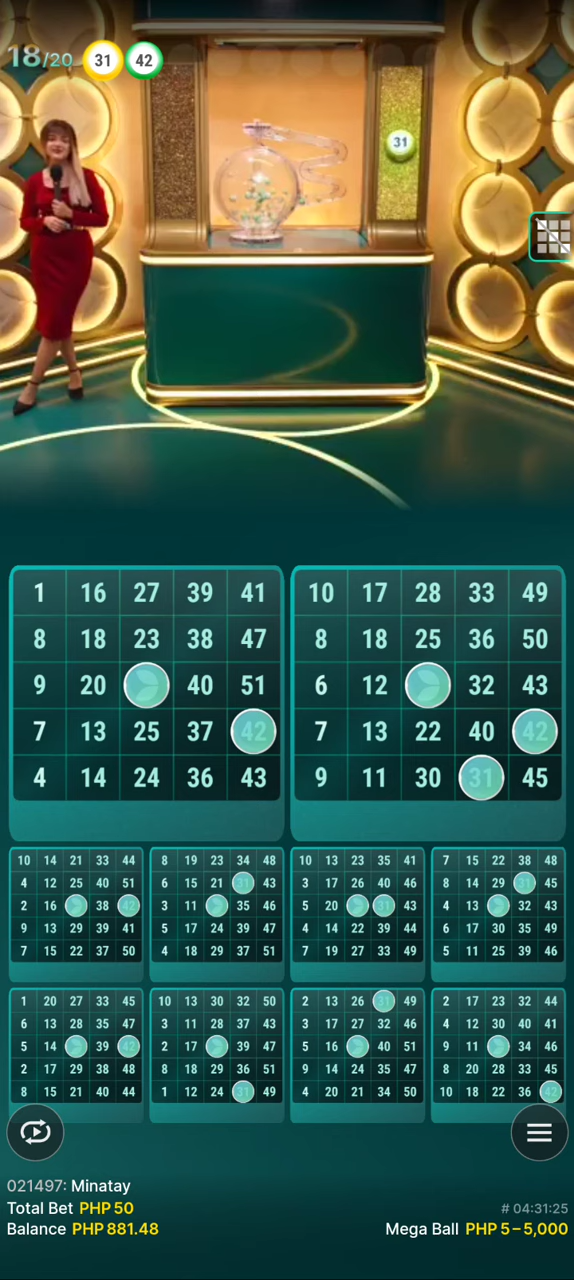 18/20 31 42
31
1 16 27 39 41
8 18 23 38 47
9 20 40 51
7 13 25 37 42
4 14 24 36 43
10 17 28 33 49
8 18 25 36 50
6 12 32 43
7 13 22 40 42
9 11 30 31 45
10 14 21 33 44
4 12 25 40 51
2 16 38 42
9 13 29 39 41
7 15 22 37 50
8 19 23 34 48
6 15 21 31 43
3 11 35 46
5 17 24 39 47
4 18 29 37 51
10 13 23 35 41
3 17 26 40 46
5 20 31 43
4 14 22 39 44
7 19 27 33 49
7 15 22 38 48
8 14 29 31 45
4 13 32 43
6 17 30 35 49
5 11 25 39 46
1 20 27 33 45
6 13 28 35 47
5 14 39 42
2 17 29 38 48
8 15 21 40 44
10 13 30 32 50
3 11 28 37 43
2 17 39 47
8 18 29 36 51
1 12 24 31 49
2 13 26 31 49
3 17 27 32 46
5 16 40 51
9 14 24 35 47
4 20 21 34 50
2 17 23 32 44
4 12 30 40 41
9 11 34 46
8 20 28 33 45
10 18 22 36 42
021497: Minatay
Total Bet PHP 50
# 04:31:25
Balance PHP 881.48
Mega Ball PHP 5–5,000